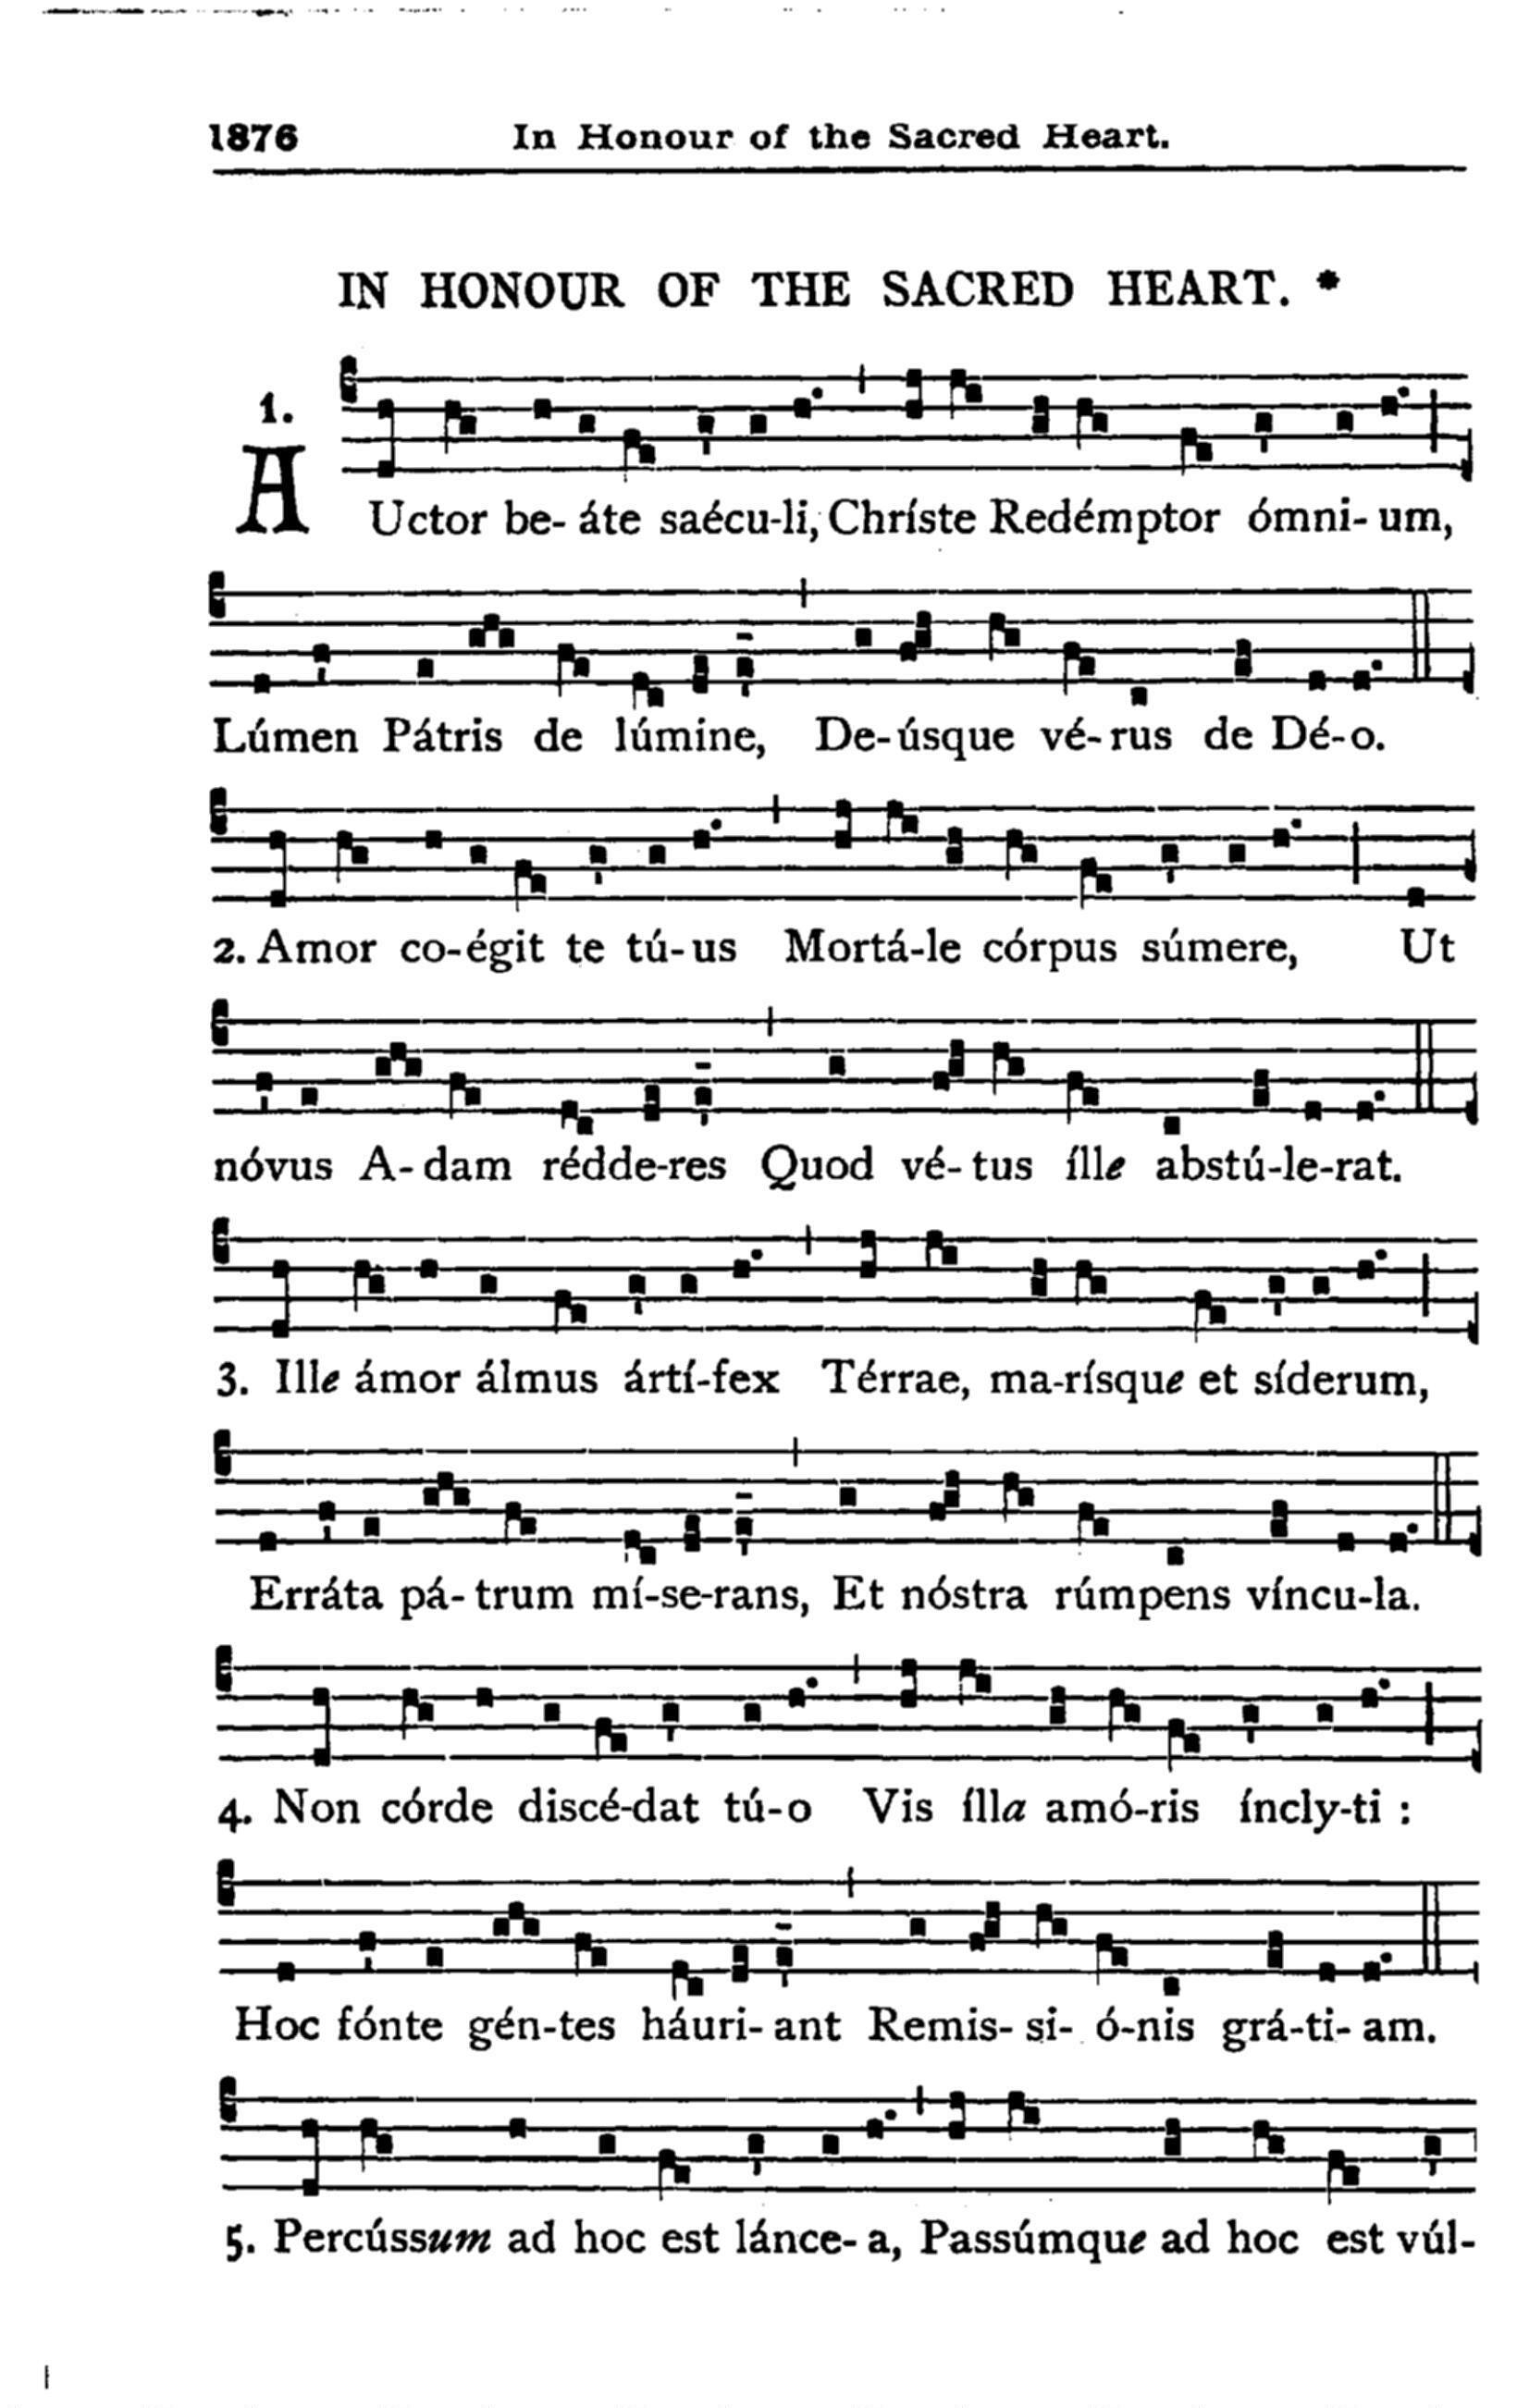 1876 In Honour of the Sacred Heart.
IN HONOUR OF THE SACRED HEART. *
1.
AUctor be- áte saécu-li, Chríste Redémptor ómni- um,
Lúmen Pátris de lúmine, De-úsque vé-rus de Dé-o.
2. Amor co-égit te tú-us Mortá-le córpus súmere, Ut
nóvus A-dam rédde-res Quod vé-tus ílle abstú-le-rat.
3. Ille ámor álmus ártí-fex Térrae, ma-rísque et síderum,
Erráta pá-trum mí-se-rans, Et nóstra rúmpens víncu-la.
4. Non córde discé-dat tú-o Vis ílla amó-ris íncly-ti :
Hoc fónte gén-tes háuri- ant Remis- si- ó-nis grá-ti- am.
5. Percússum ad hoc est lánce- a, Passúmque ad hoc est vúl-